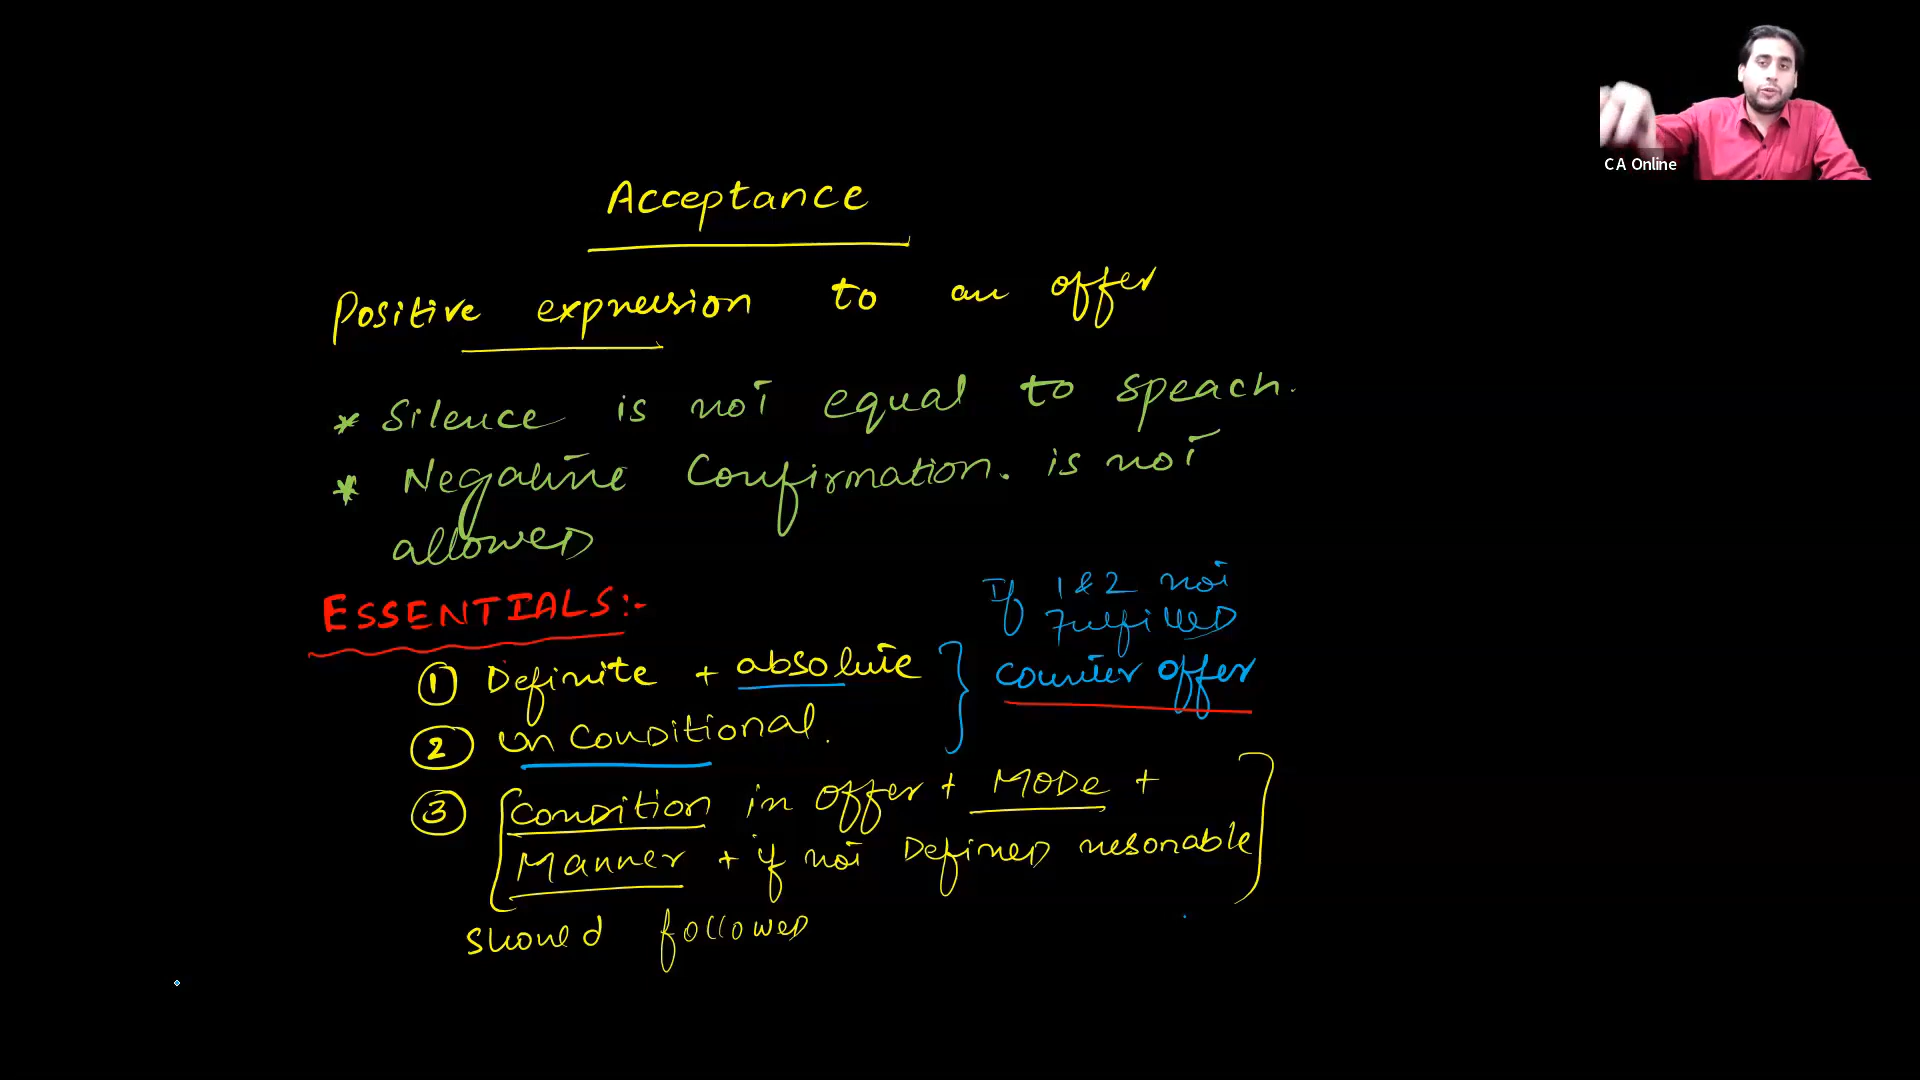 CA Online
Acceptance
Positive expression to an offer
* Silence is not equal to speach.
* Negative Confirmation. is not
allowed
ESSENTIALS:-
If 1 & 2 not
Fulfilled
① Definite + absolute
counter offer
② un conditional.
③ condition in offer + Mode +
Manner + if not Defined resonable
should followed